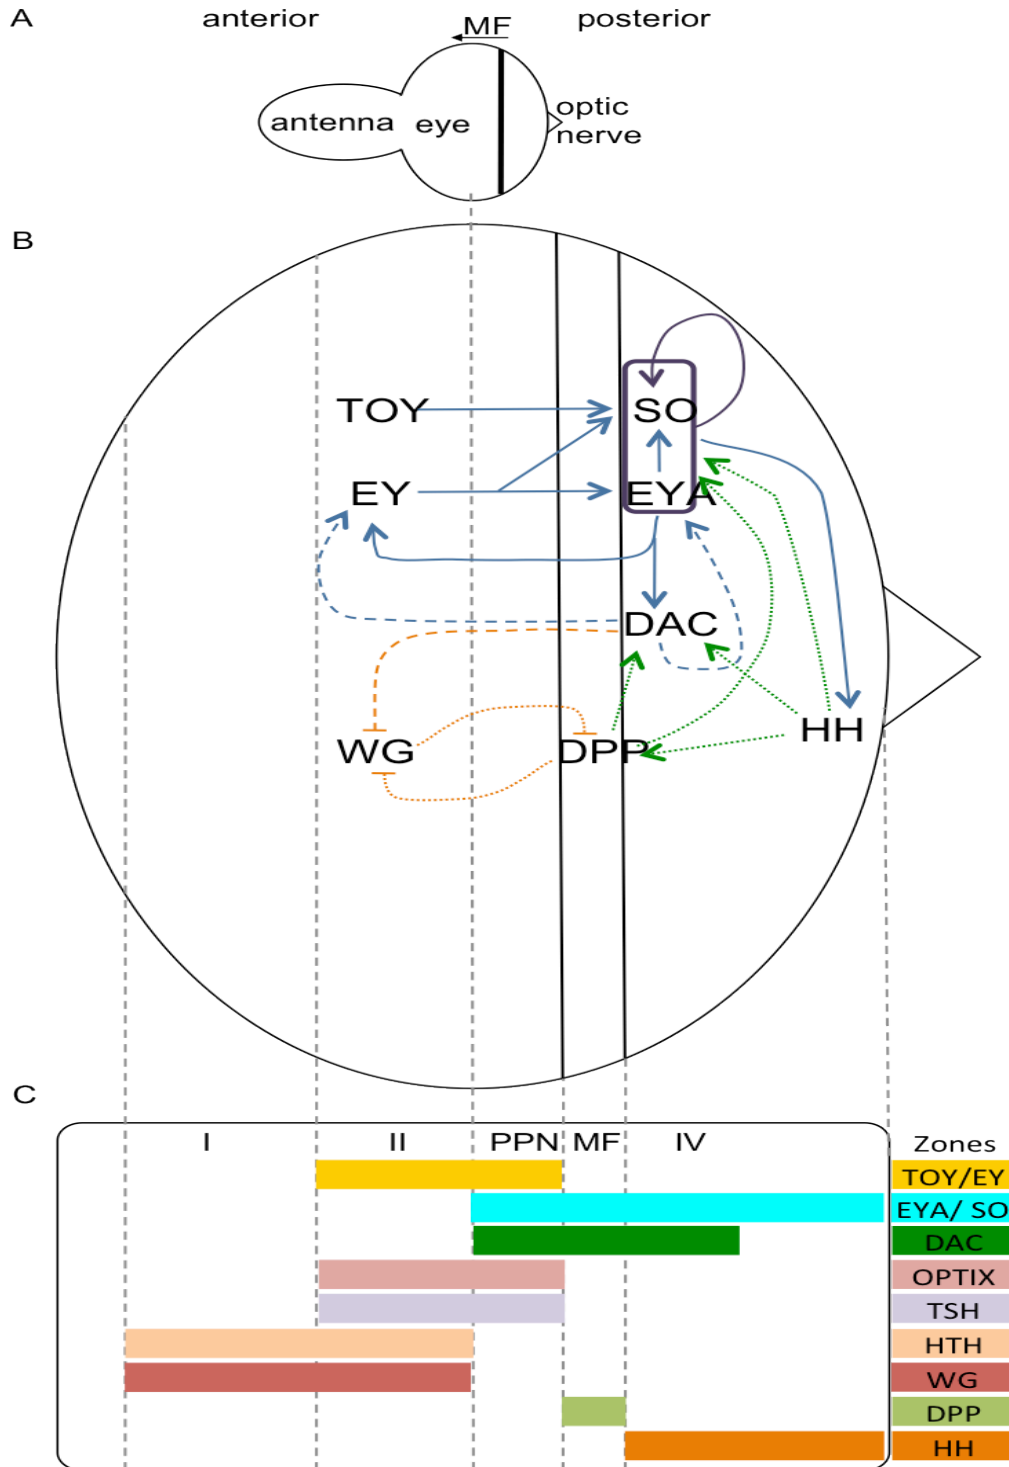 A anterior MF posterior
antenna eye optic
nerve
B
TOY SO
EY EYA
DAC
WG DPP HH
C
I II PPN MF IV Zones
TOY/EY
EYA/ SO
DAC
OPTIX
TSH
HTH
WG
DPP
HH